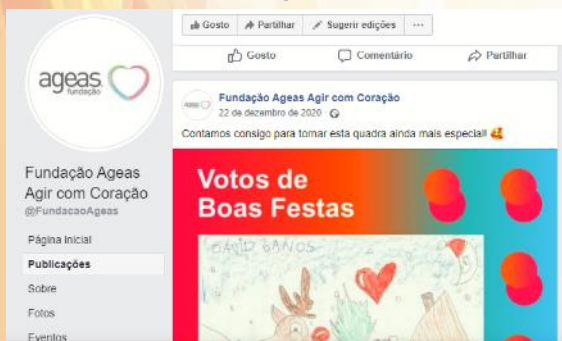 Gosto Partilhar Sugerir edições ...
Gosto Comentário Partilhar
ageas
fundação
Fundação Ageas
Agir com Coração
@FundacaoAgeas
Página Inicial
Publicações
Sobre
Fotos
Eventos
Fundação Ageas Agir com Coração
22 de dezembro de 2020
Contamos consigo para tornar esta quadra ainda mais especial!
Votos de
Boas Festas
DAVID 6ANOS